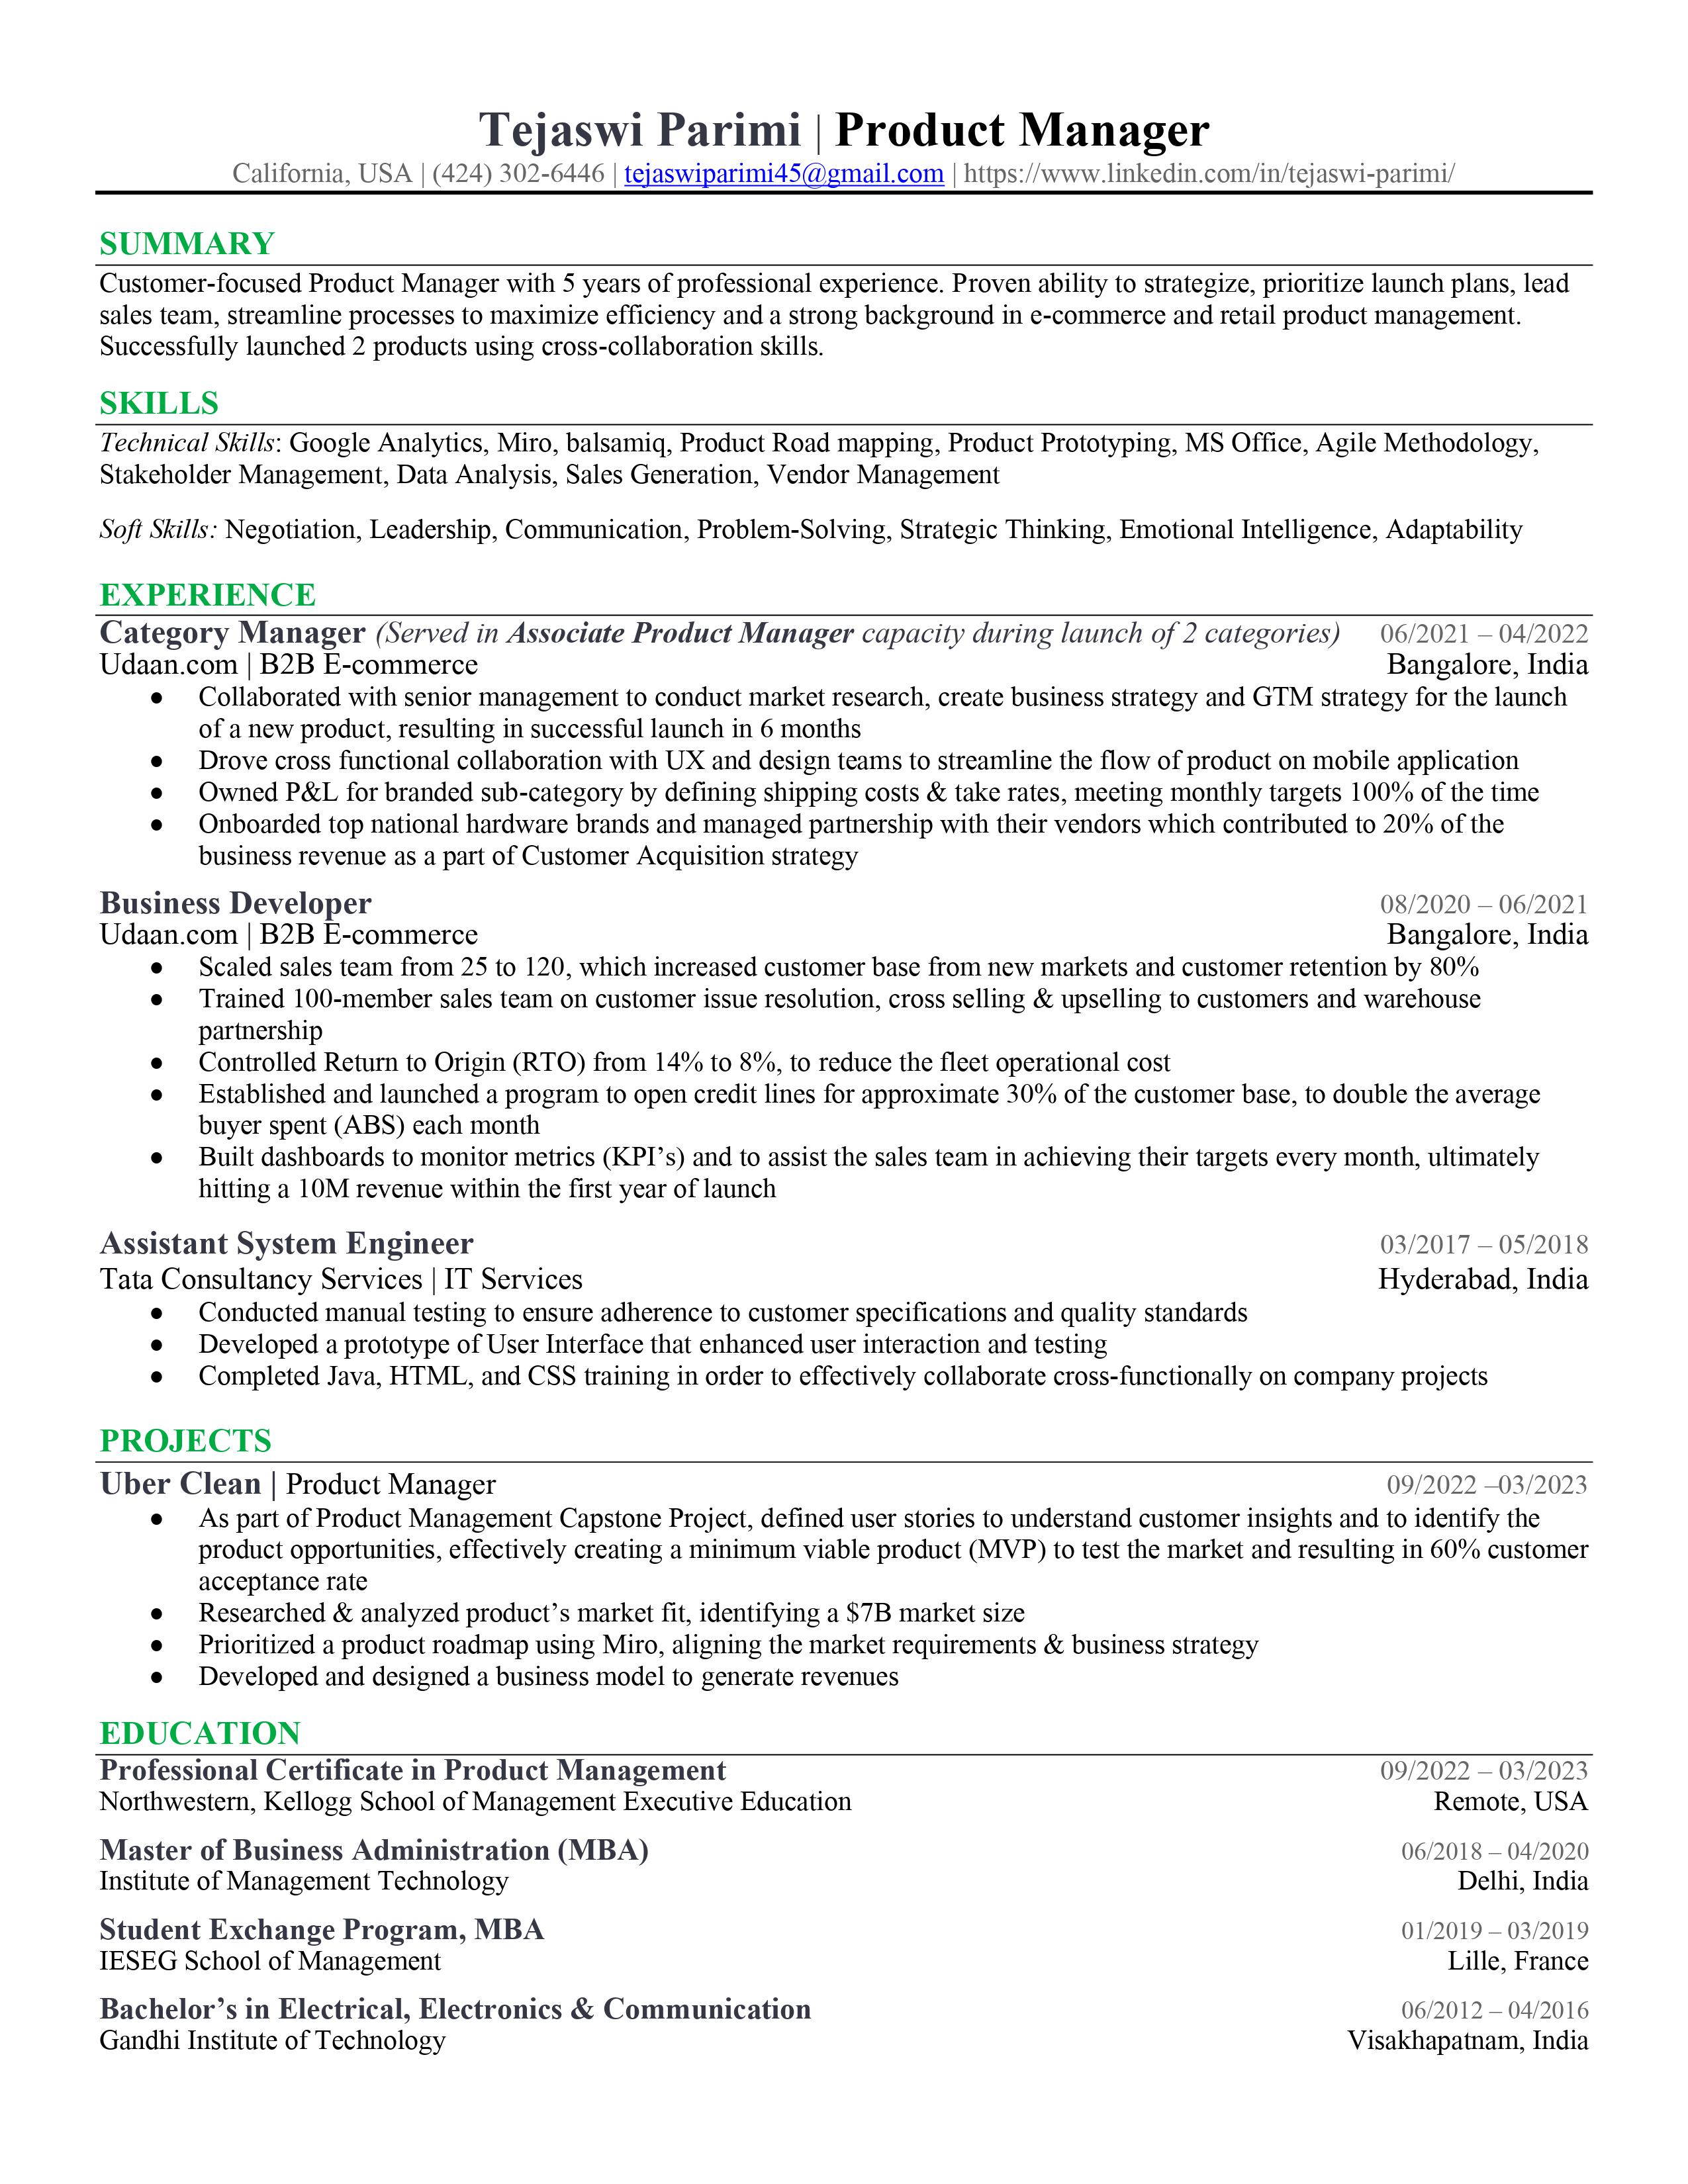 Tejaswi Parimi | Product Manager
California, USA | (424) 302-6446 | tejaswiparimi45@gmail.com | https://www.linkedin.com/in/tejaswi-parimi/
SUMMARY
Customer-focused Product Manager with 5 years of professional experience. Proven ability to strategize, prioritize launch plans, lead
sales team, streamline processes to maximize efficiency and a strong background in e-commerce and retail product management.
Successfully launched 2 products using cross-collaboration skills.
SKILLS
Technical Skills: Google Analytics, Miro, balsamiq, Product Road mapping, Product Prototyping, MS Office, Agile Methodology,
Stakeholder Management, Data Analysis, Sales Generation, Vendor Management
Soft Skills: Negotiation, Leadership, Communication, Problem-Solving, Strategic Thinking, Emotional Intelligence, Adaptability
EXPERIENCE
Category Manager (Served in Associate Product Manager capacity during launch of 2 categories) 06/2021 – 04/2022
Udaan.com | B2B E-commerce Bangalore, India
• Collaborated with senior management to conduct market research, create business strategy and GTM strategy for the launch
of a new product, resulting in successful launch in 6 months
• Drove cross functional collaboration with UX and design teams to streamline the flow of product on mobile application
• Owned P&L for branded sub-category by defining shipping costs & take rates, meeting monthly targets 100% of the time
• Onboarded top national hardware brands and managed partnership with their vendors which contributed to 20% of the
business revenue as a part of Customer Acquisition strategy
Business Developer 08/2020 – 06/2021
Udaan.com | B2B E-commerce Bangalore, India
• Scaled sales team from 25 to 120, which increased customer base from new markets and customer retention by 80%
• Trained 100-member sales team on customer issue resolution, cross selling & upselling to customers and warehouse
partnership
• Controlled Return to Origin (RTO) from 14% to 8%, to reduce the fleet operational cost
• Established and launched a program to open credit lines for approximate 30% of the customer base, to double the average
buyer spent (ABS) each month
• Built dashboards to monitor metrics (KPI’s) and to assist the sales team in achieving their targets every month, ultimately
hitting a 10M revenue within the first year of launch
Assistant System Engineer 03/2017 – 05/2018
Tata Consultancy Services | IT Services Hyderabad, India
• Conducted manual testing to ensure adherence to customer specifications and quality standards
• Developed a prototype of User Interface that enhanced user interaction and testing
• Completed Java, HTML, and CSS training in order to effectively collaborate cross-functionally on company projects
PROJECTS
Uber Clean | Product Manager 09/2022 –03/2023
• As part of Product Management Capstone Project, defined user stories to understand customer insights and to identify the
product opportunities, effectively creating a minimum viable product (MVP) to test the market and resulting in 60% customer
acceptance rate
• Researched & analyzed product’s market fit, identifying a $7B market size
• Prioritized a product roadmap using Miro, aligning the market requirements & business strategy
• Developed and designed a business model to generate revenues
EDUCATION
Professional Certificate in Product Management 09/2022 – 03/2023
Northwestern, Kellogg School of Management Executive Education Remote, USA
Master of Business Administration (MBA) 06/2018 – 04/2020
Institute of Management Technology Delhi, India
Student Exchange Program, MBA 01/2019 – 03/2019
IESEG School of Management Lille, France
Bachelor’s in Electrical, Electronics & Communication 06/2012 – 04/2016
Gandhi Institute of Technology Visakhapatnam, India